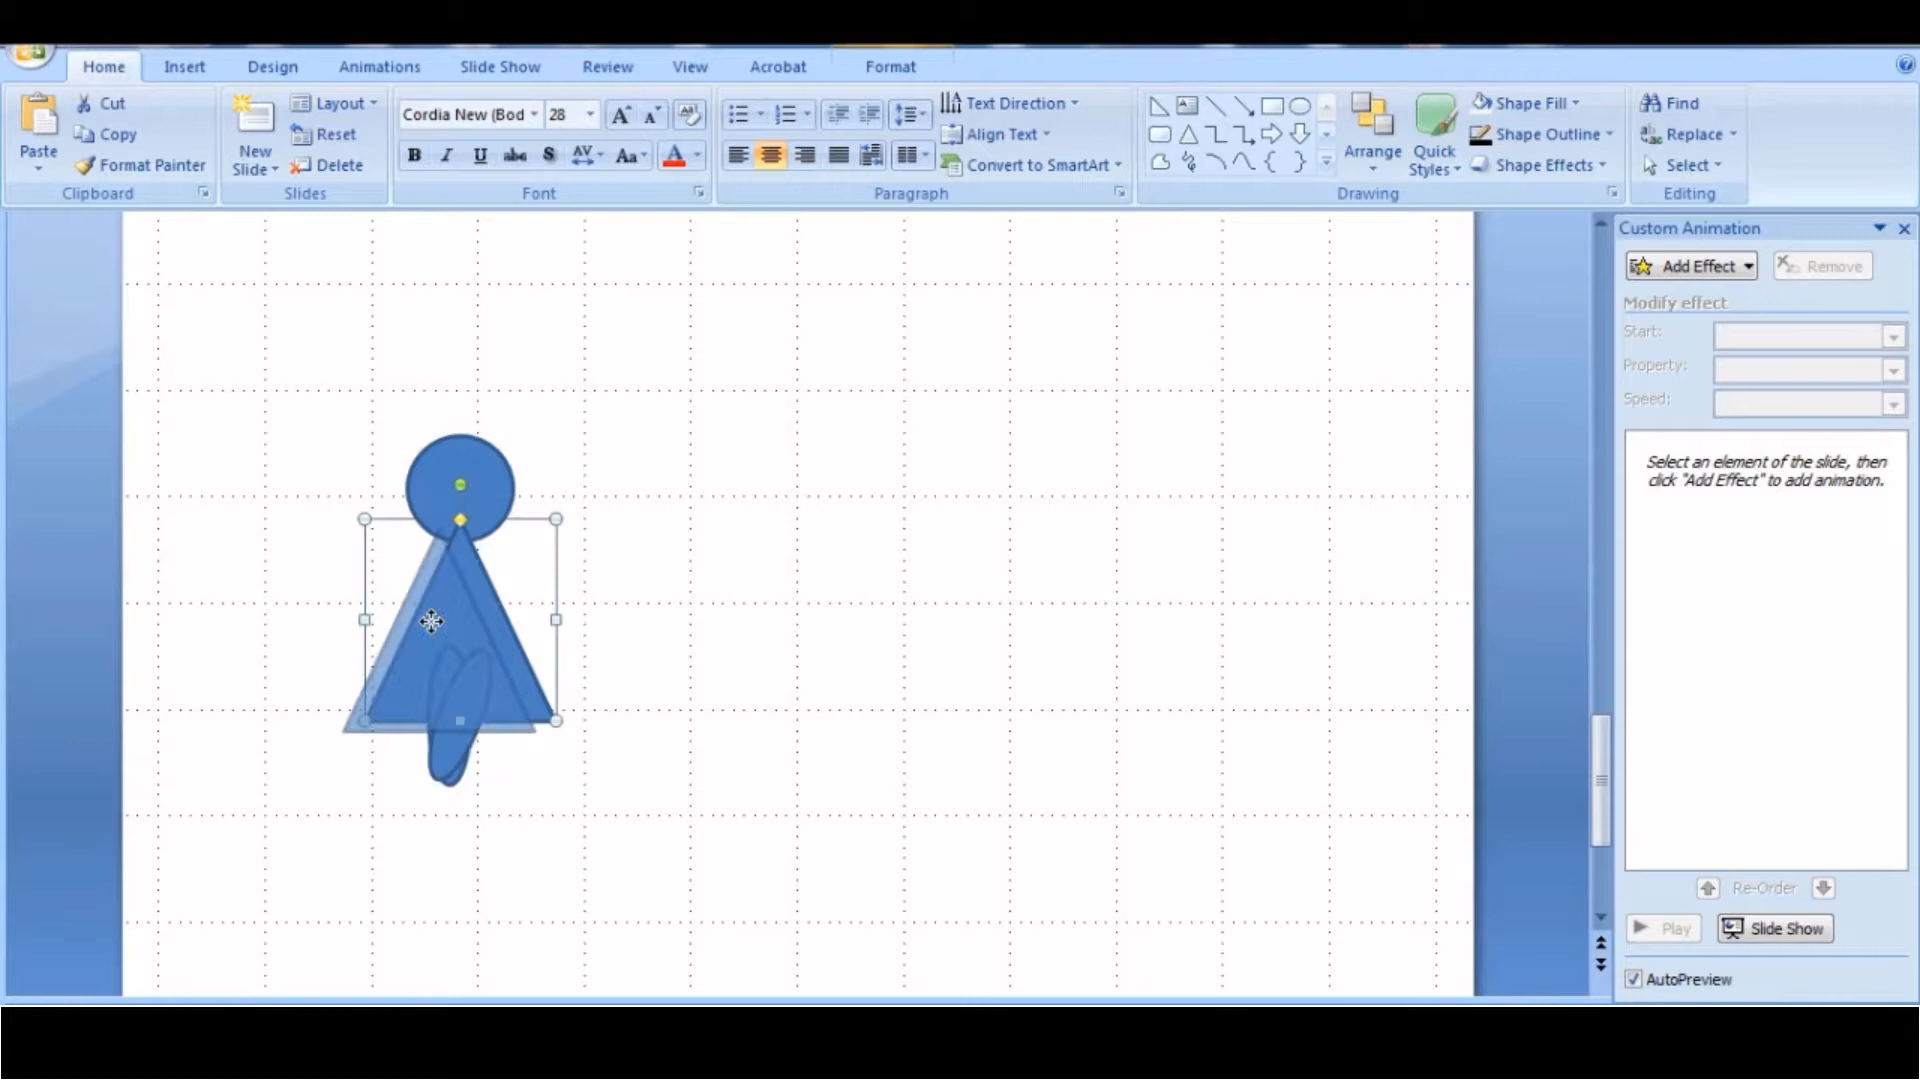 Home Insert Design Animations Slide Show Review View Acrobat Format
Cut Layout Cordia New (Bod 28 Text Direction Shape Fill Find
Copy Reset Align Text Shape Outline Replace
Paste New Slide Format Painter Delete B I U abc S AV Aa A Convert to SmartArt Arrange Quick Styles Shape Effects Select
Clipboard Slides Font Paragraph Drawing Editing
Custom Animation
Add Effect Remove
Modify effect
Start:
Property:
Speed:
Select an element of the slide, then
click "Add Effect" to add animation.
Re-Order
Play Slide Show
AutoPreview